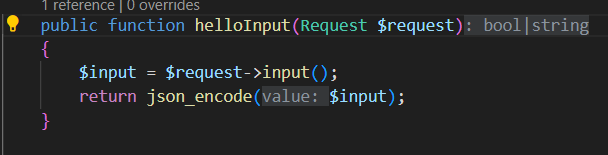 1 reference | 0 overrides
public function helloInput(Request $request): bool|string
{
$input = $request->input();
return json_encode(value: $input);
}